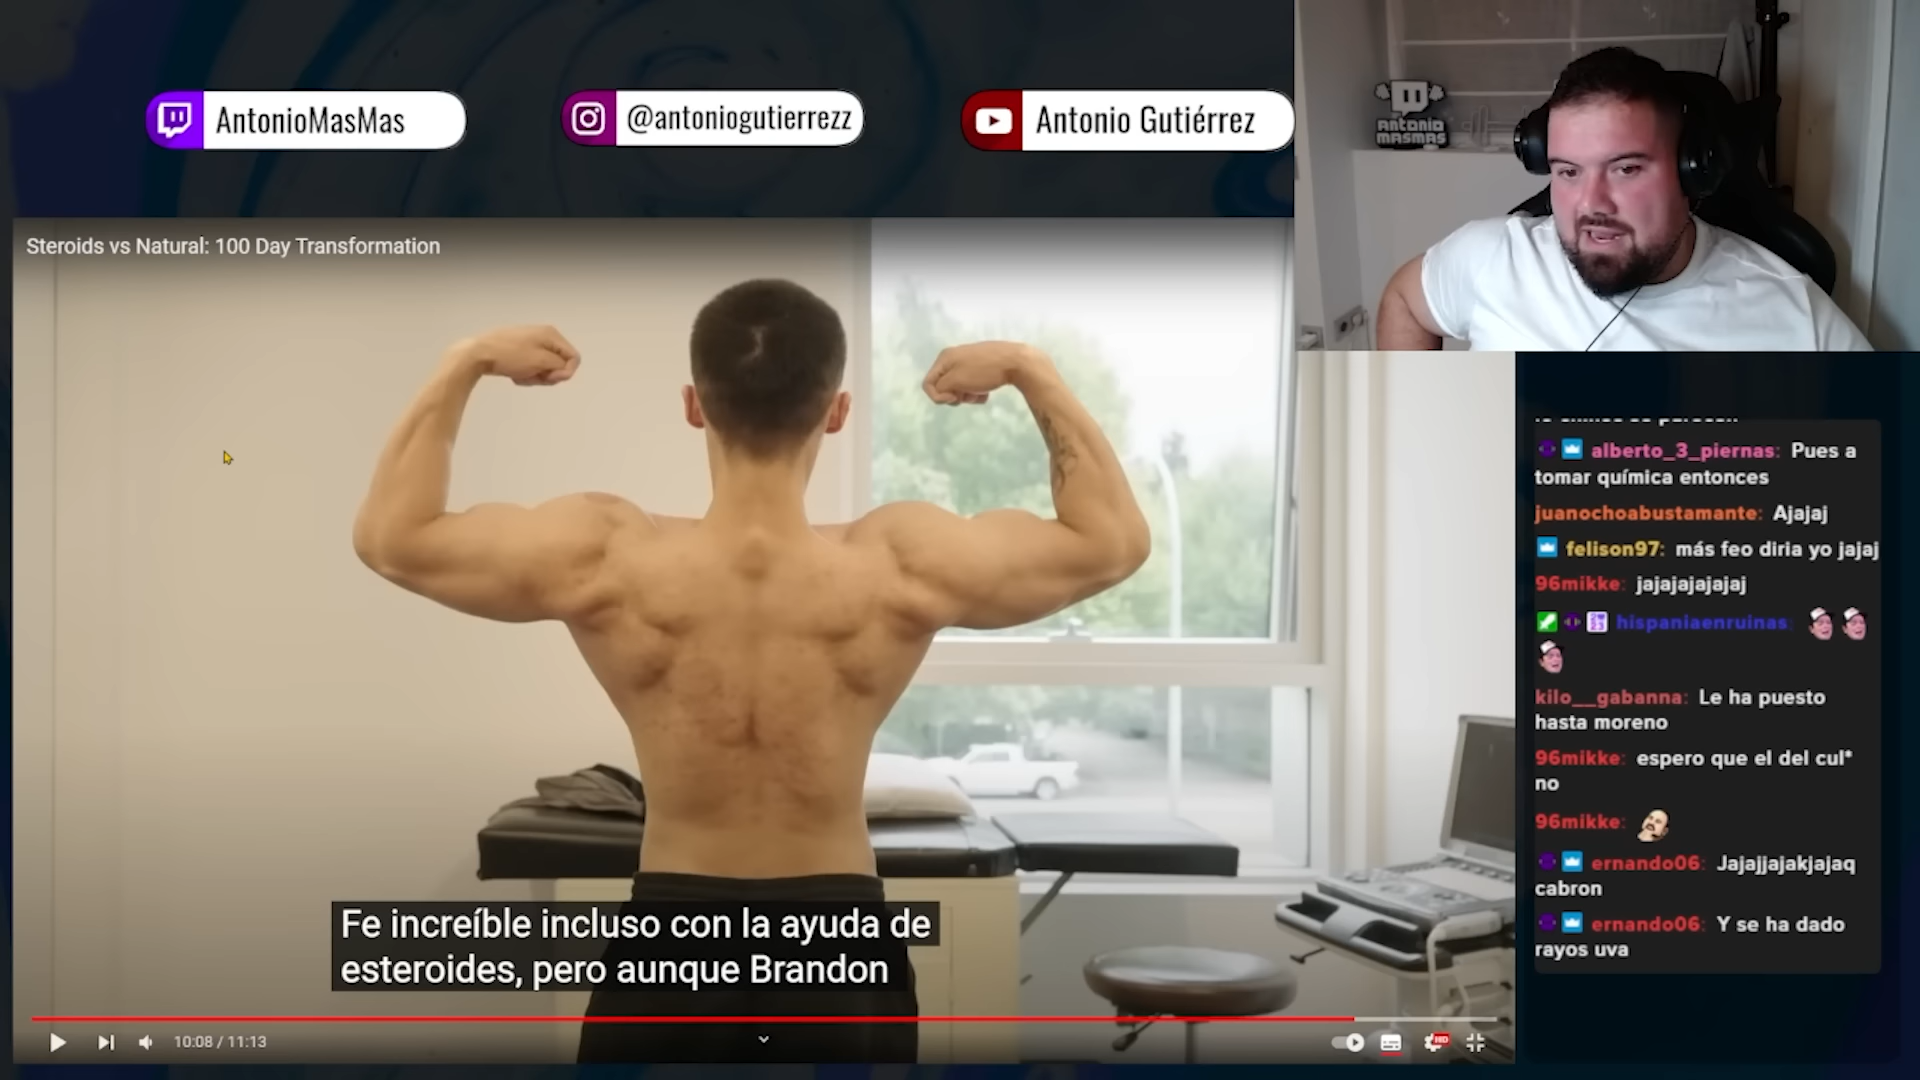 AntonioMasMas
@antoniogutierrezz
Antonio Gutiérrez
ANTONIO
MASMAS
Steroids vs Natural: 100 Day Transformation
alberto_3_piernas: Pues a
tomar química entonces
juanochoabustamante: Ajajaj
felison97: más feo diria yo jajaj
96mikke: jajajajajajaj
hispaniaenruinas:
kilo__gabanna: Le ha puesto
hasta moreno
96mikke: espero que el del cul*
no
96mikke:
ernando06: Jajajjajakjajaq
cabron
ernando06: Y se ha dado
rayos uva
Fe increíble incluso con la ayuda de
esteroides, pero aunque Brandon
10:08 / 11:13
HD